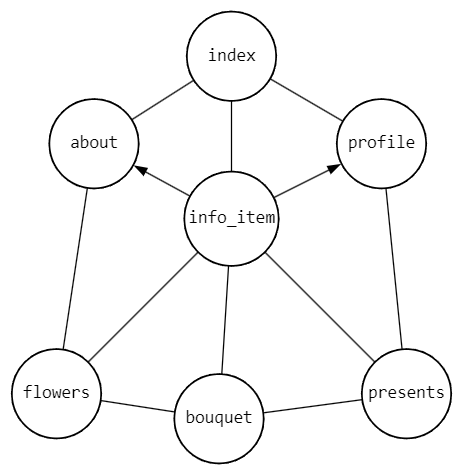 index
about
profile
info_item
flowers
presents
bouquet